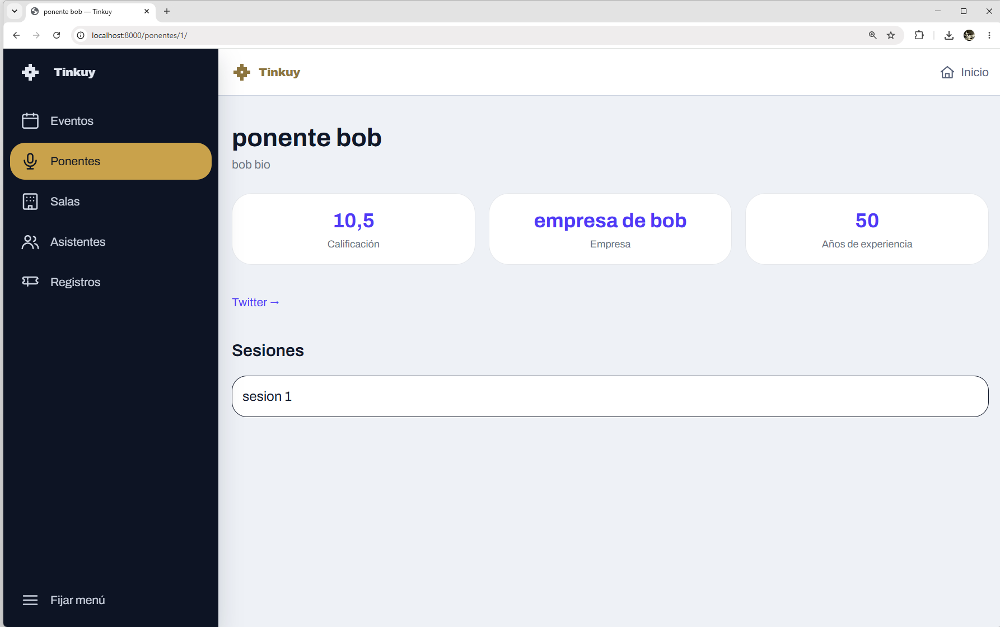 ponente bob — Tinkuy
localhost:8000/ponentes/1/
Tinkuy
Eventos
Ponentes
Salas
Asistentes
Registros
Fijar menú
Tinkuy
Inicio
ponente bob
bob bio
10,5
Calificación
empresa de bob
Empresa
50
Años de experiencia
Twitter →
Sesiones
sesion 1